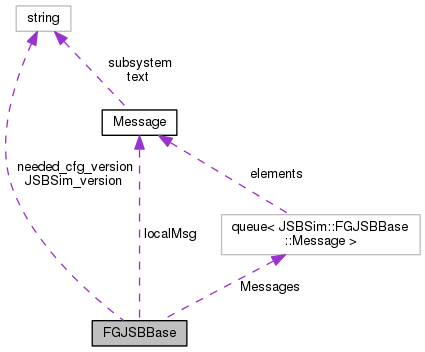 string
subsystem
text
Message
needed_cfg_version
JSBSim_version
elements
queue< JSBSim::FGJSBBase
::Message >
localMsg
Messages
FGJSBBase